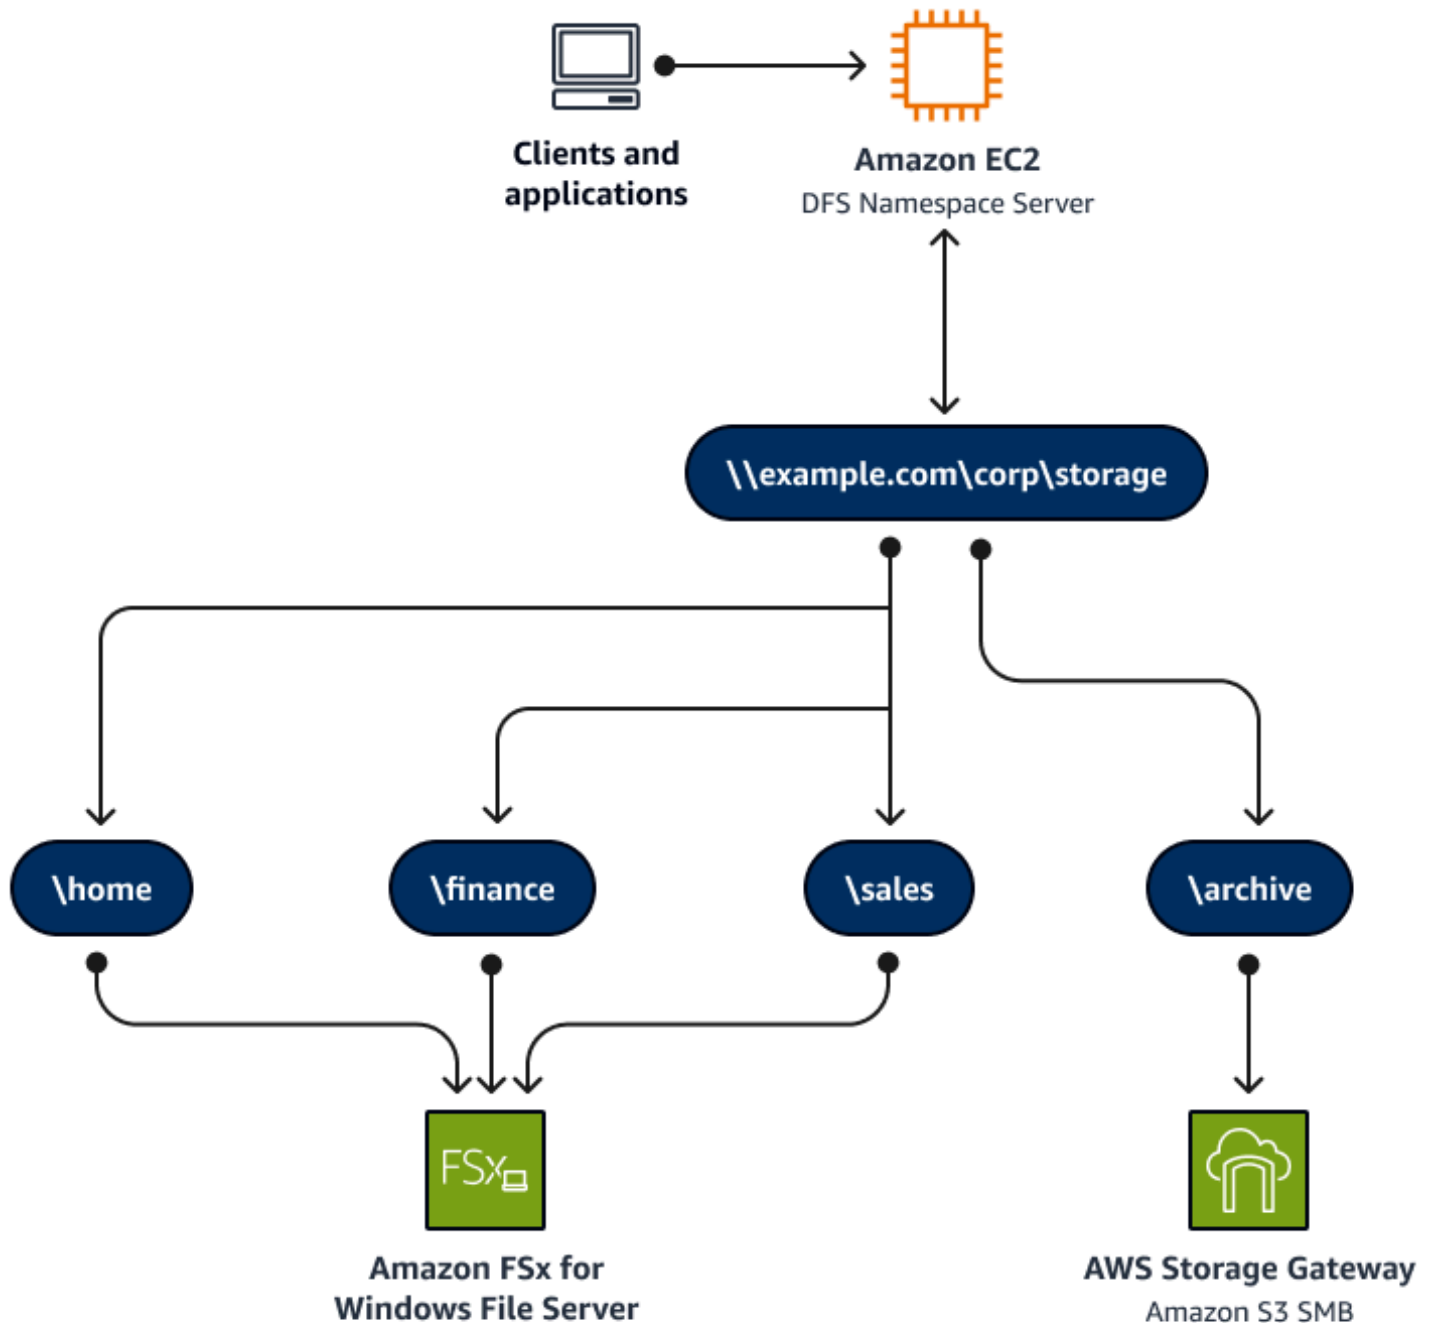 Clients and
applications
Amazon EC2
DFS Namespace Server
\\example.com\corp\storage
\home
\finance
\sales
\archive
FSx
Amazon FSx for
Windows File Server
AWS Storage Gateway
Amazon S3 SMB